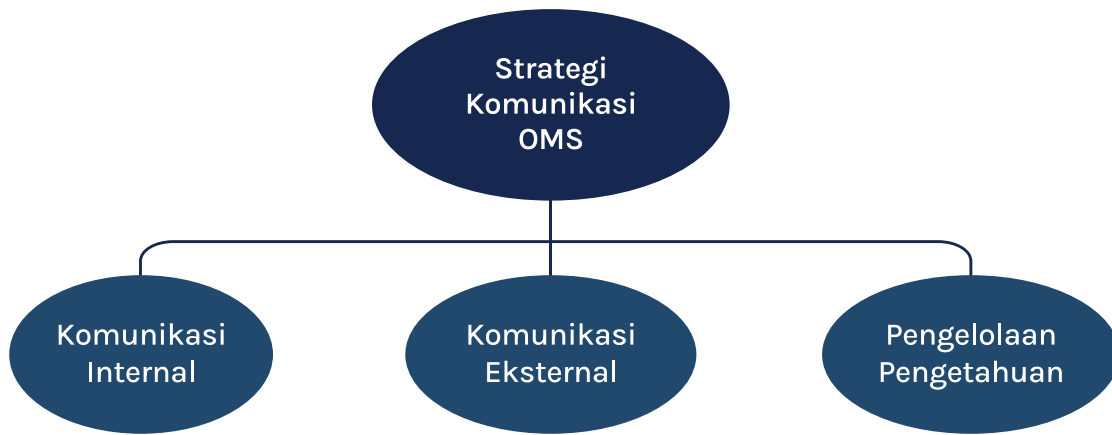 Strategi
Komunikasi
OMS
Komunikasi
Internal
Komunikasi
Eksternal
Pengelolaan
Pengetahuan